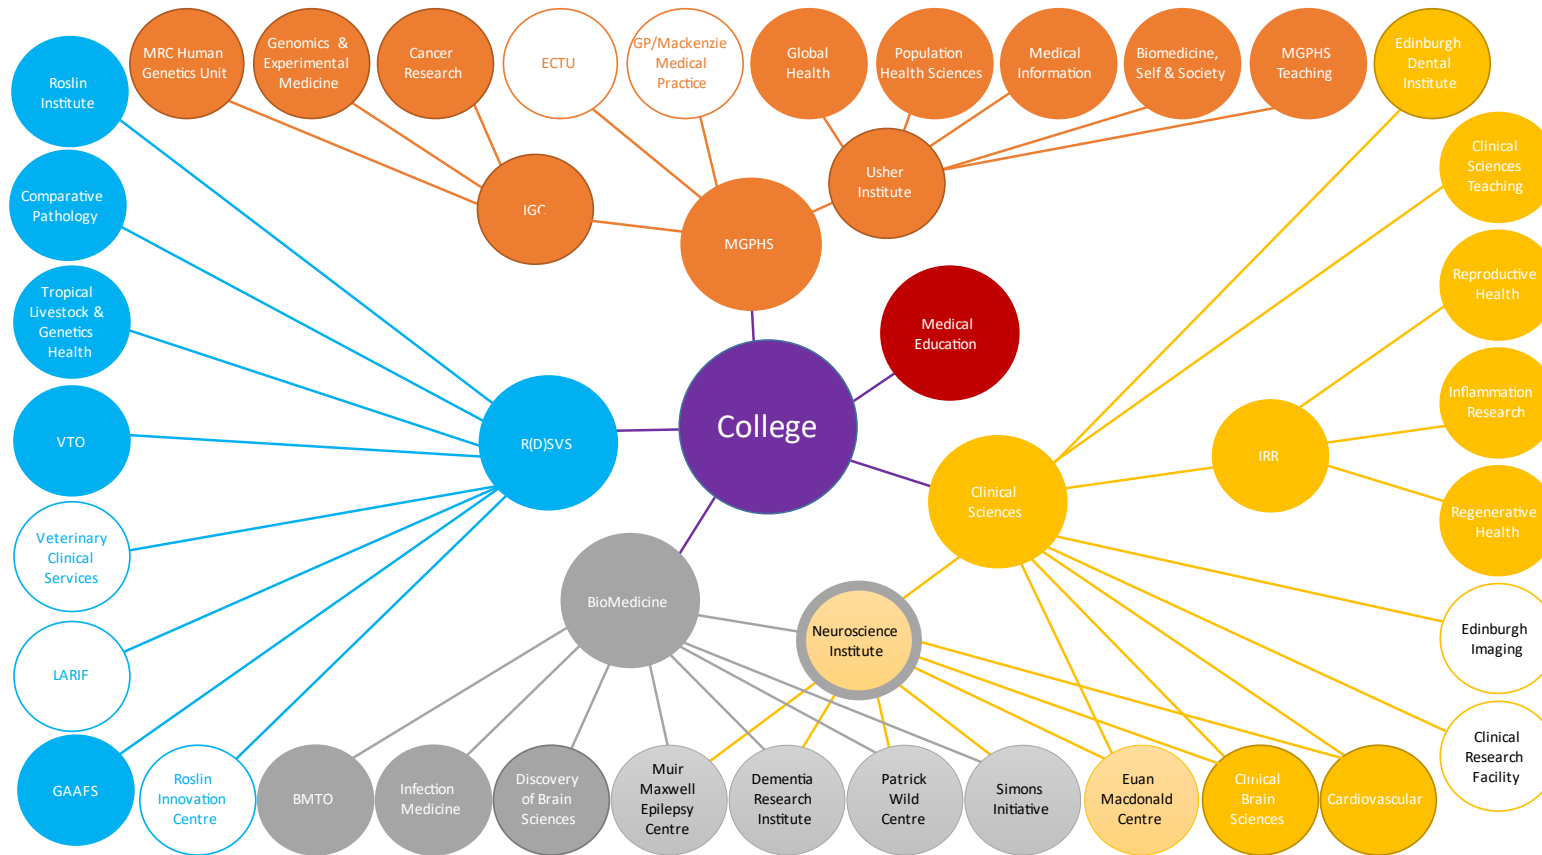 Roslin
Institute
MRC Human
Genetics Unit
Genomics &
Experimental
Medicine
Cancer
Research
ECTU
GP/Mackenzie
Medical
Practice
Global
Health
Population
Health Sciences
Medical
Information
Biomedicine,
Self & Society
MGPHS
Teaching
Edinburgh
Dental
Institute
Clinical
Sciences
Teaching
Comparative
Pathology
IGC
Usher
Institute
MGPHS
Reproductive
Health
Tropical
Livestock &
Genetics
Health
Medical
Education
Inflammation
Research
VTO
R(D)SVS
College
IRR
Clinical
Sciences
Regenerative
Health
Veterinary
Clinical
Services
BioMedicine
Neuroscience
Institute
Edinburgh
Imaging
LARIF
Clinical
Research
Facility
GAAFS
Roslin
Innovation
Centre
BMTO
Infection
Medicine
Discovery
of Brain
Sciences
Muir
Maxwell
Epilepsy
Centre
Dementia
Research
Institute
Patrick
Wild
Centre
Simons
Initiative
Euan
Macdonald
Centre
Clinical
Brain
Sciences
Cardiovascular